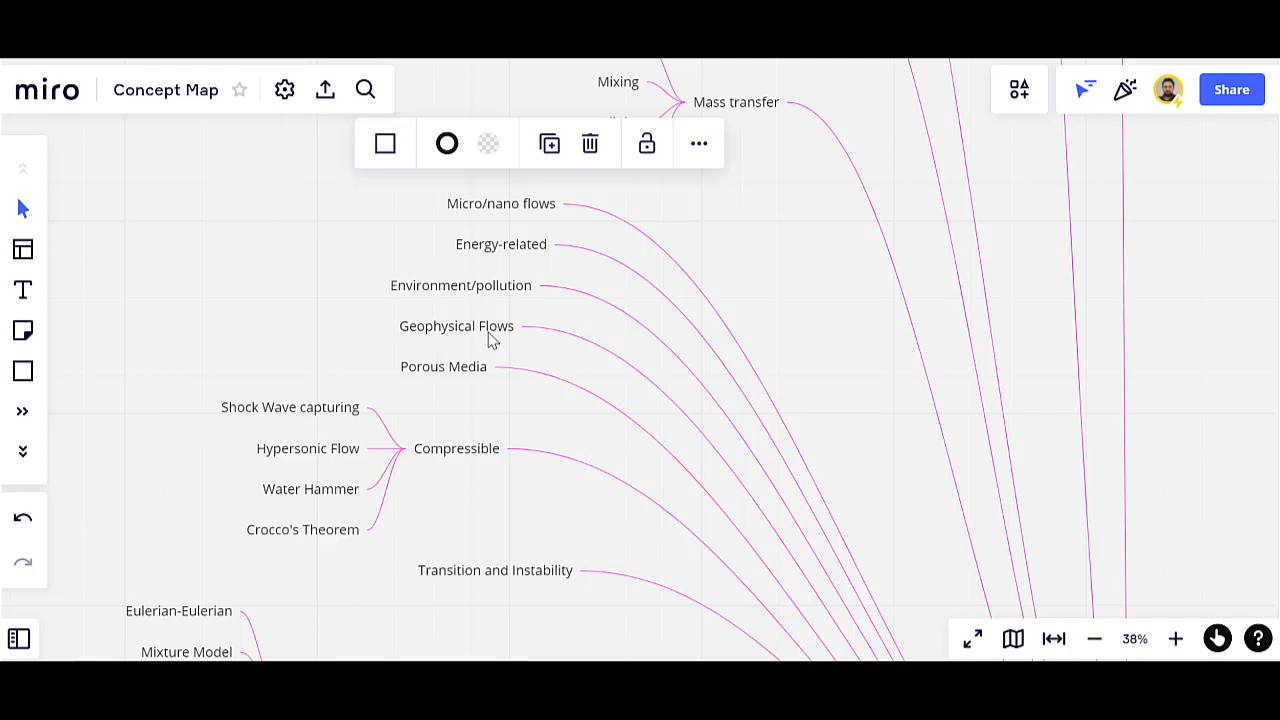 miro
Concept Map
Share
Mixing
Mass transfer
Micro/nano flows
Energy-related
Environment/pollution
Geophysical Flows
Porous Media
Shock Wave capturing
Hypersonic Flow
Compressible
Water Hammer
Crocco's Theorem
Transition and Instability
Eulerian-Eulerian
Mixture Model
38%